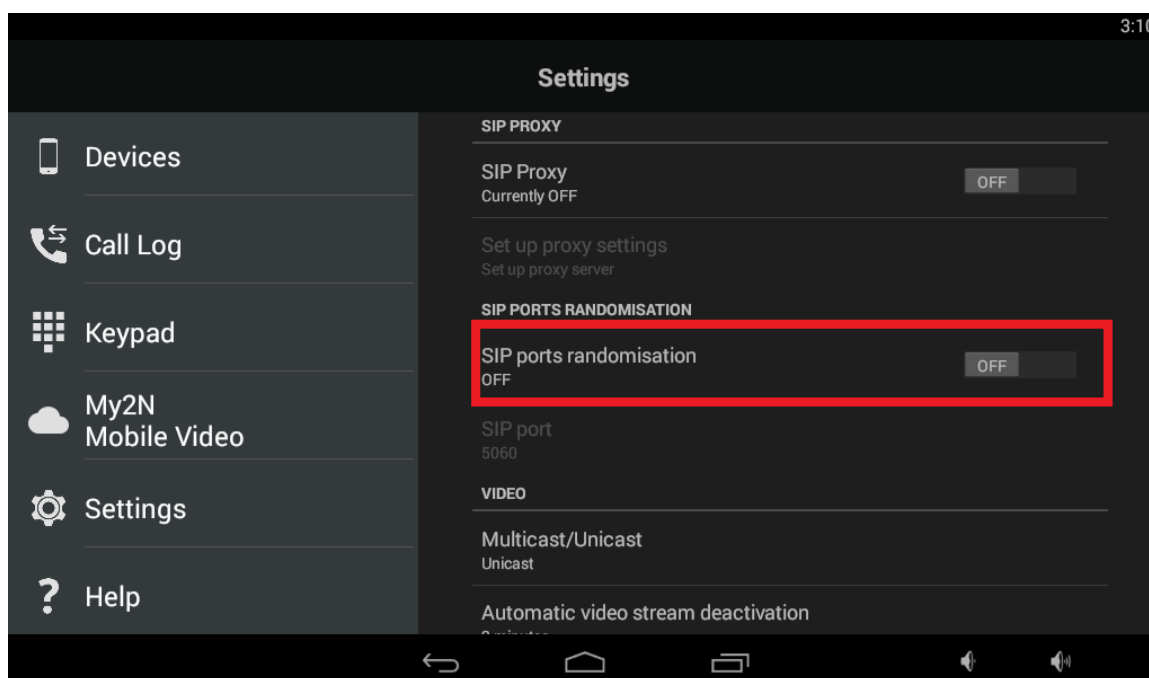 3:10
Settings
Devices
Call Log
Keypad
My2N
Mobile Video
Settings
Help
SIP PROXY
SIP Proxy
Currently OFF
OFF
Set up proxy settings
Set up proxy server
SIP PORTS RANDOMISATION
SIP ports randomisation
OFF
OFF
SIP port
5060
VIDEO
Multicast/Unicast
Unicast
Automatic video stream deactivation